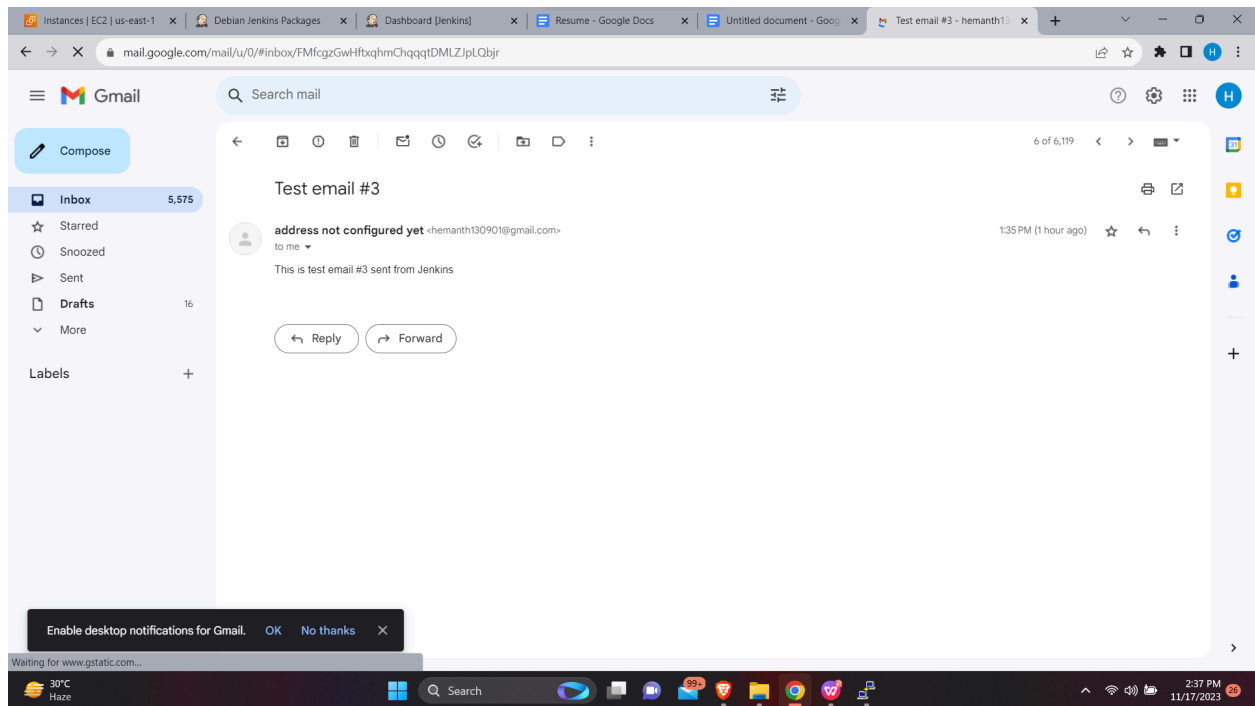 Instances | EC2 | us-east-1
Debian Jenkins Packages
Dashboard [Jenkins]
Resume - Google Docs
Untitled document - Goog
Test email #3 - hemanth13
mail.google.com/mail/u/0/#inbox/FMfcgzGwHftxqhmChqqqtDMLZJpLQbjr
H
Gmail
Search mail
H
Compose
6 of 6,119
31
Test email #3
Inbox 5,575
Starred
address not configured yet <hemanth130901@gmail.com>
1:35 PM (1 hour ago)
to me
Snoozed
This is test email #3 sent from Jenkins
Sent
Drafts 16
More
Reply
Forward
Labels
Enable desktop notifications for Gmail. OK No thanks
Waiting for www.gstatic.com...
30°C
Haze
Search
99+
2:37 PM
11/17/2023
26